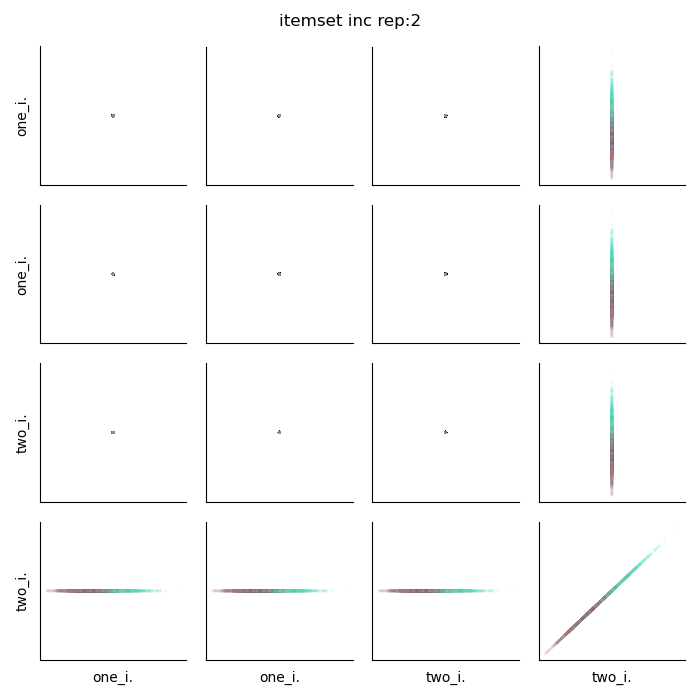 itemset inc rep:2
one_i.
one_i.
two_i.
two_i.
one_i. one_i. two_i. two_i.